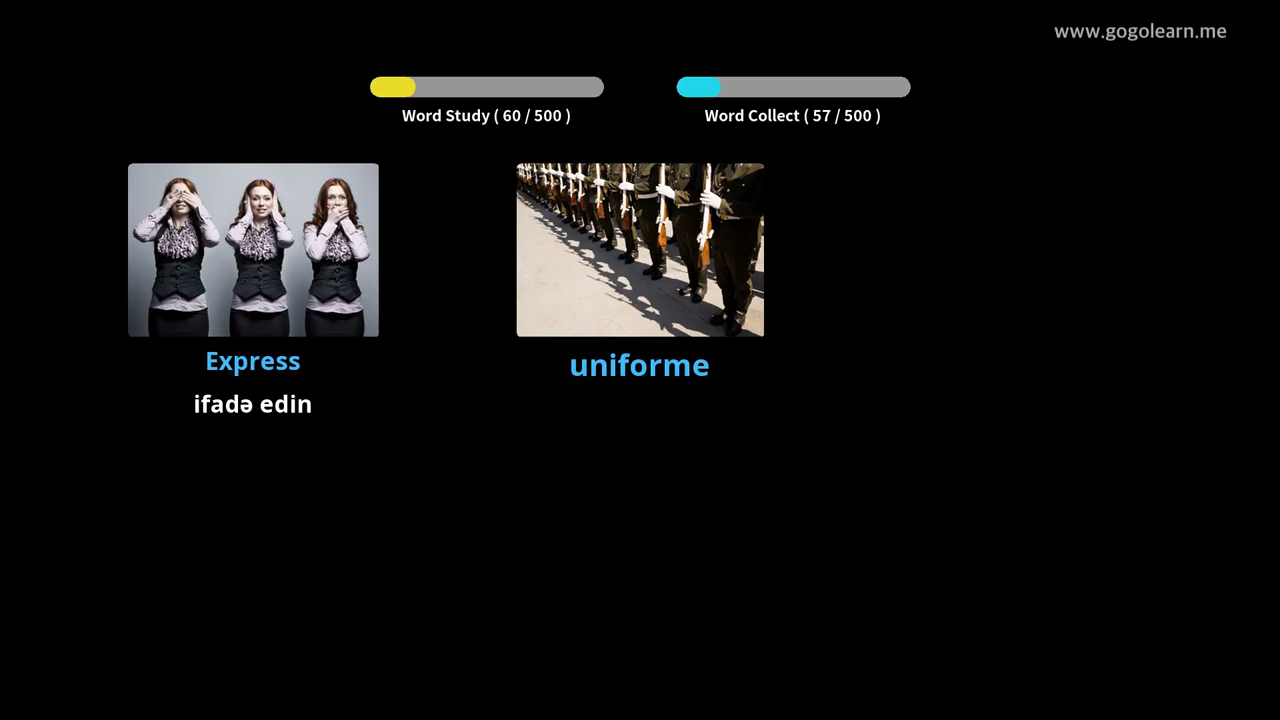 www.gogolearn.me
Word Study ( 60 / 500 )
Word Collect ( 57 / 500 )
Express
ifadə edin
uniforme